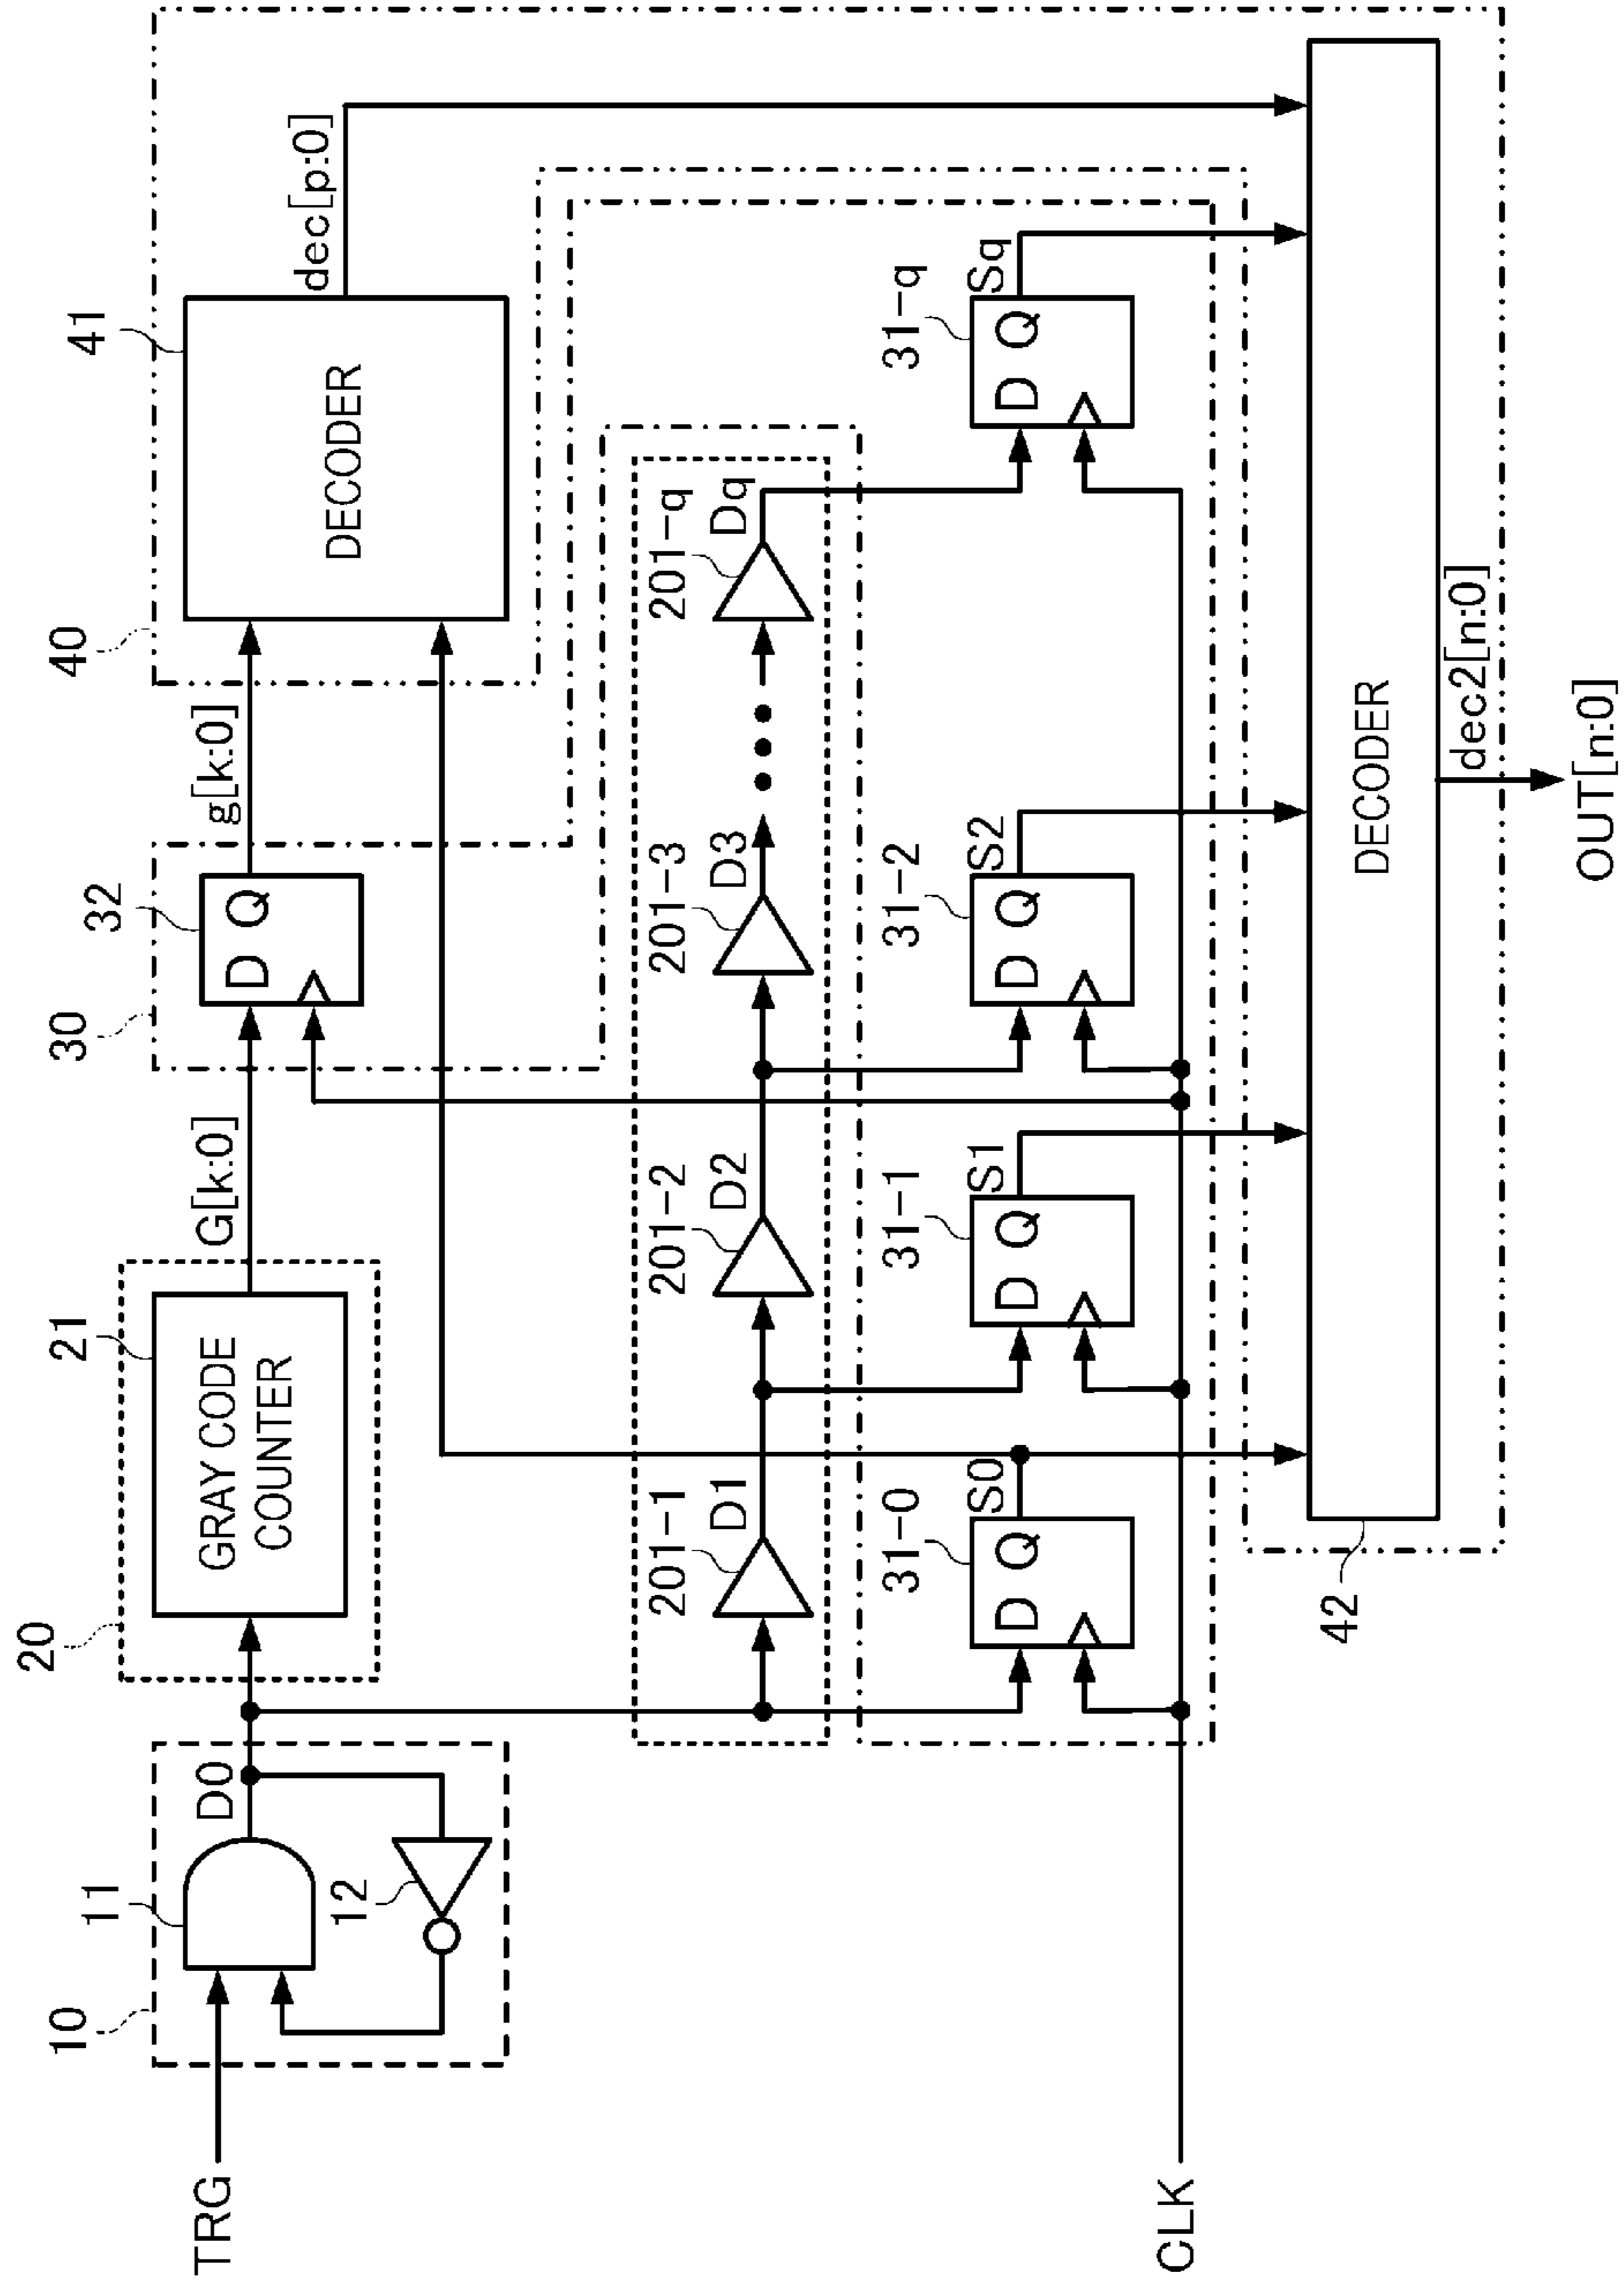 TRG
10
11
D0
12
20
21
GRAY CODE
COUNTER
G[k:0]
30
32
D Q
g[k:0]
40
41
DECODER
dec[p:0]
201-1
D1
201-2
D2
201-3
D3
201-q
Dq
31-0
S0
D Q
31-1
S1
D Q
31-2
S2
D Q
31-q
Sq
D Q
CLK
42
DECODER
dec2[n:0]
OUT[n:0]